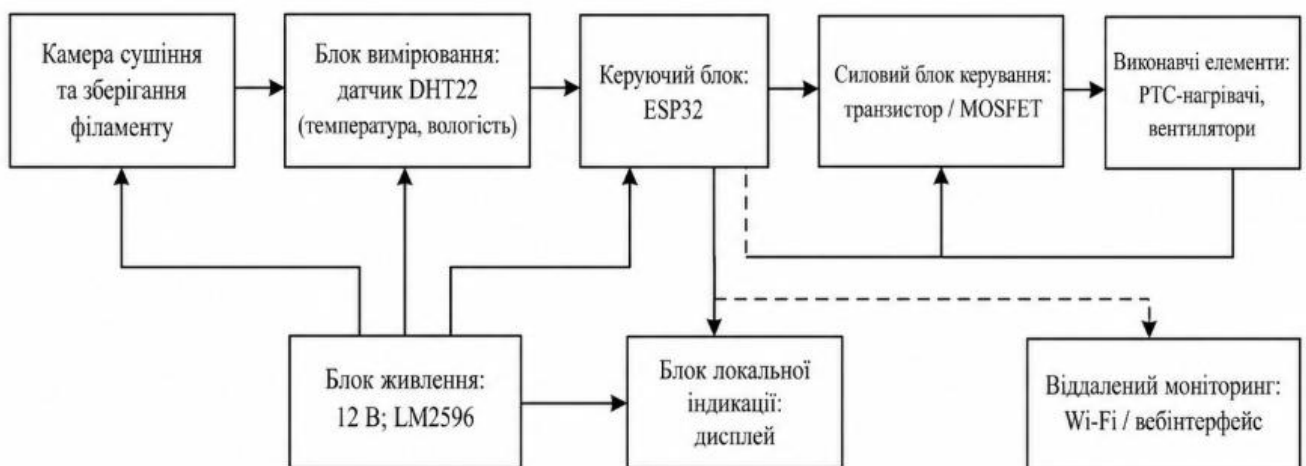 Камера сушіння
та зберігання
філаменту
Блок вимірювання:
датчик DHT22
(температура, вологість)
Керуючий блок:
ESP32
Силовий блок керування:
транзистор / MOSFET
Виконавчі елементи:
РТС-нагрівачі,
вентилятори
Блок живлення:
12 В; LM2596
Блок локальної
індикації:
дисплей
Віддалений моніторинг:
Wi-Fi / вебінтерфейс